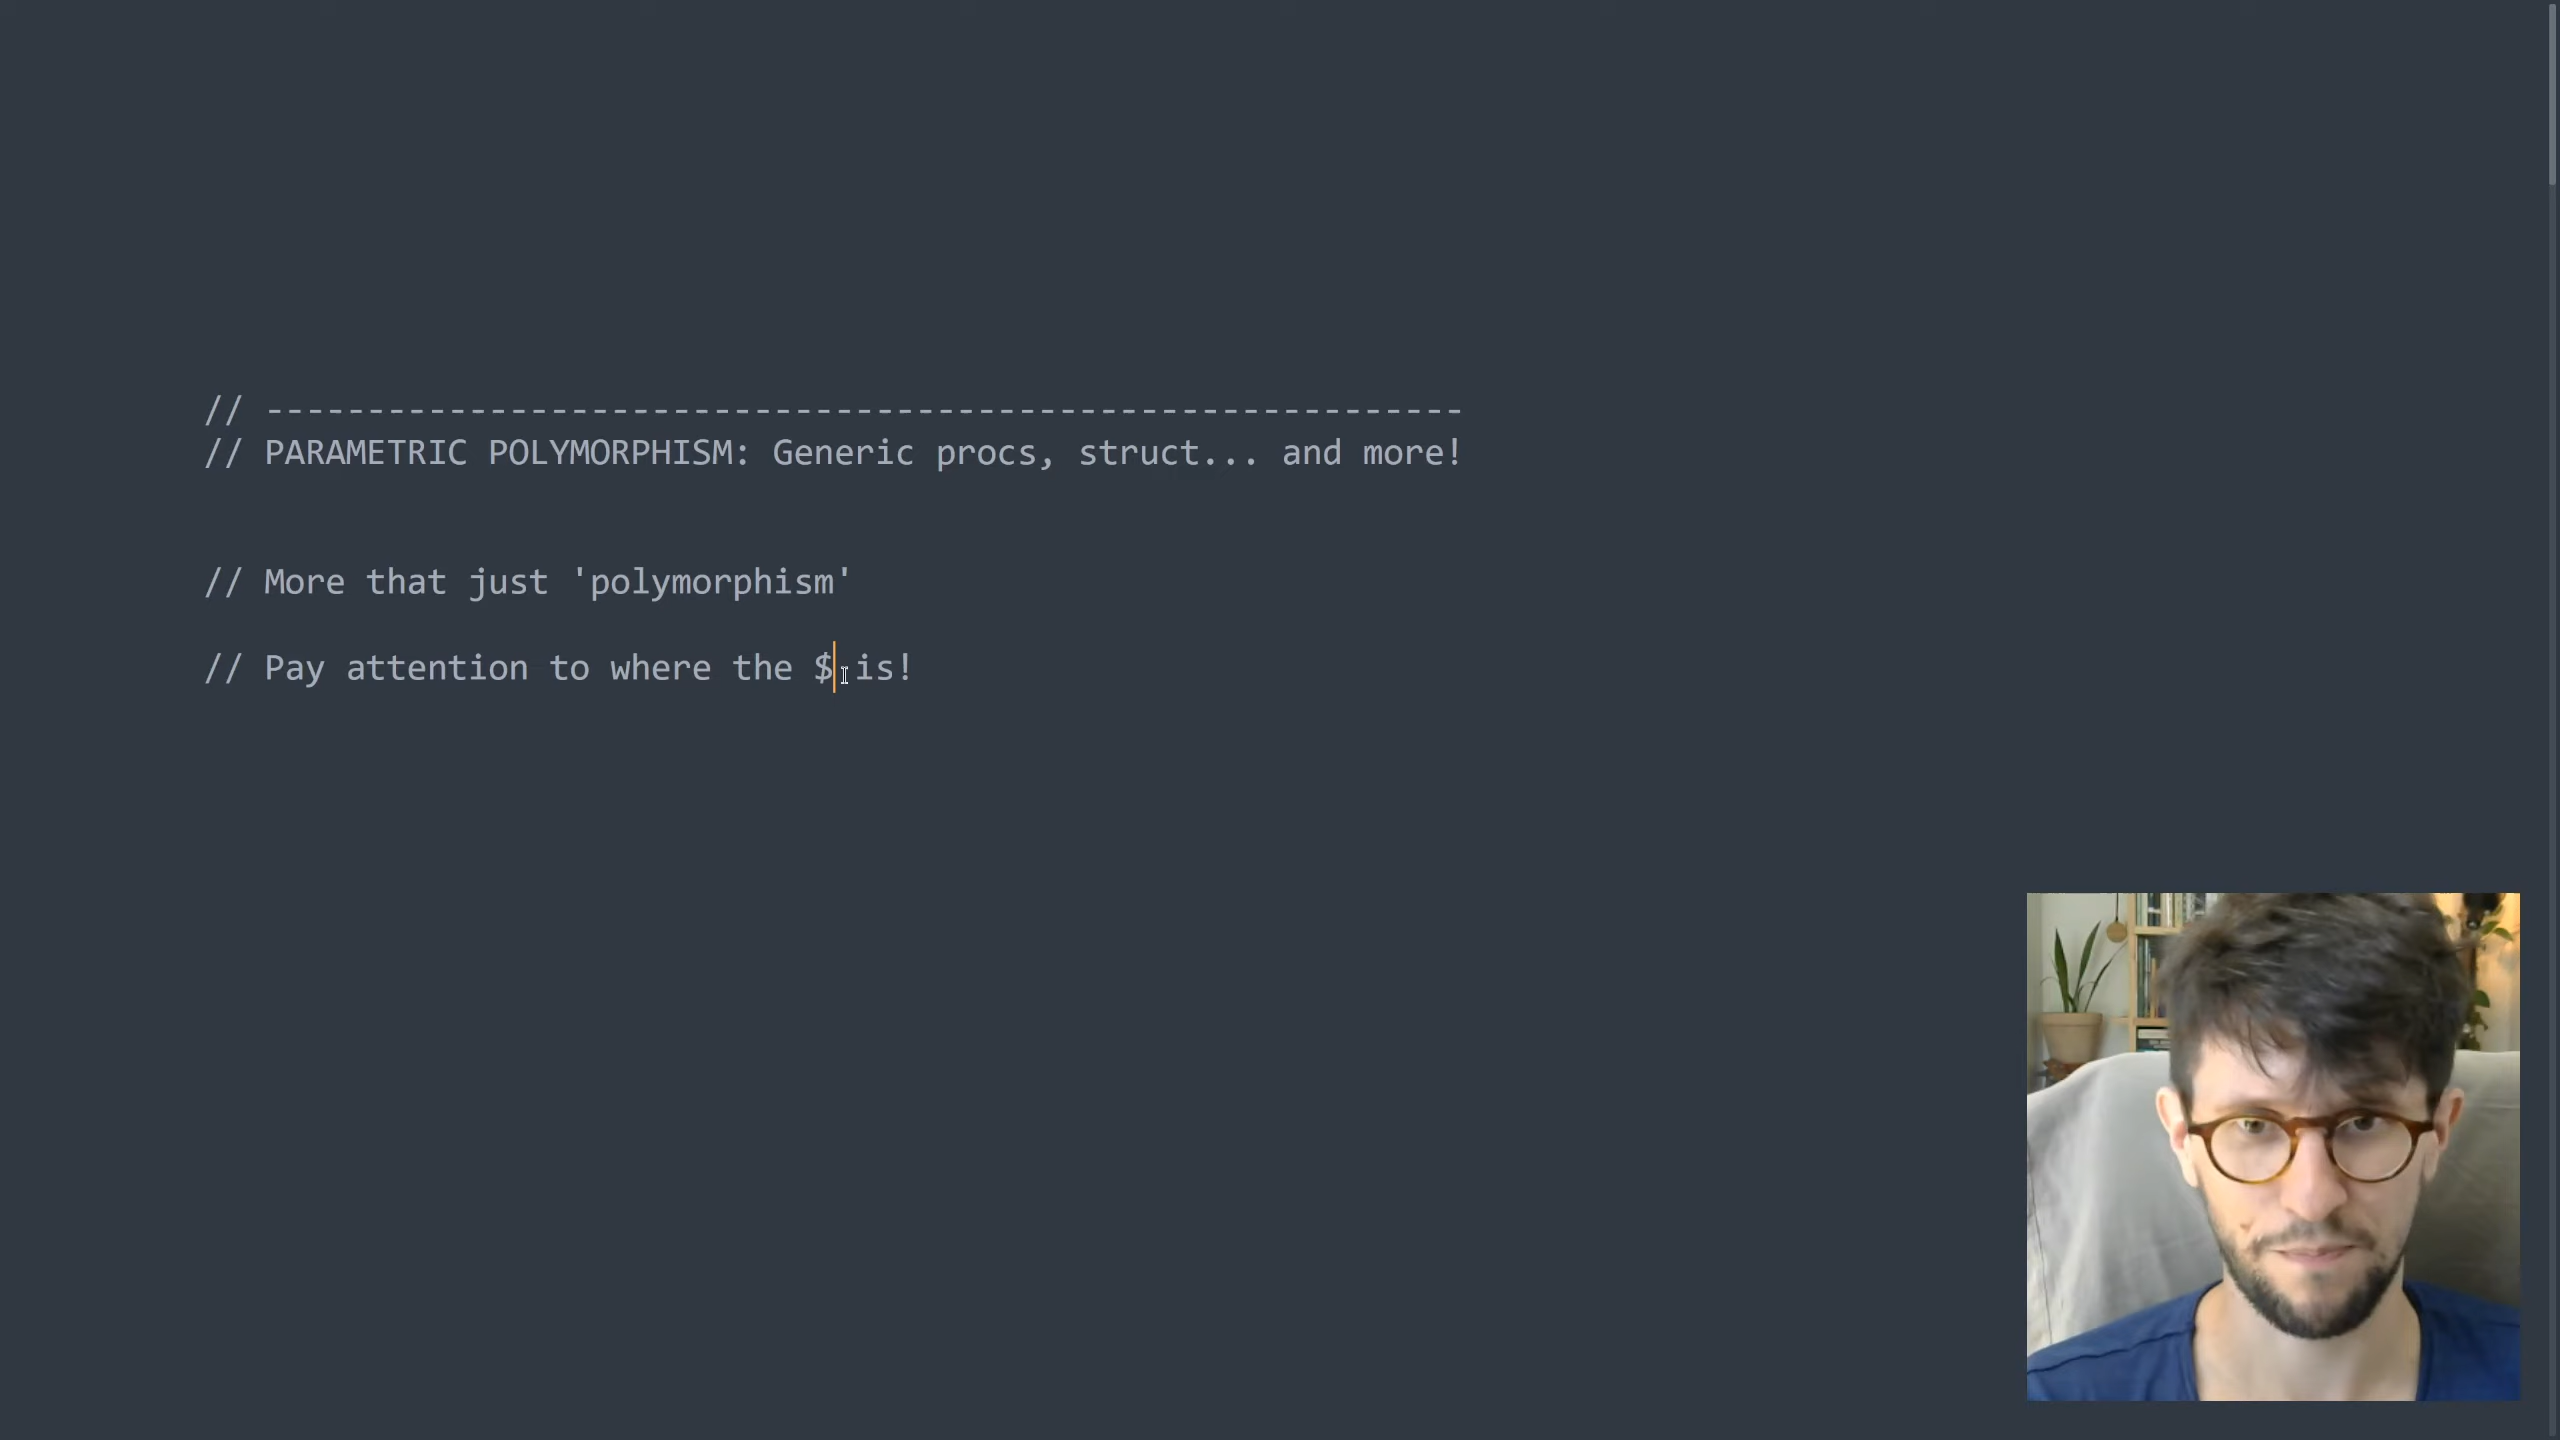 // -----------------------------------------------------------
// PARAMETRIC POLYMORPHISM: Generic procs, struct... and more!
// More that just 'polymorphism'
// Pay attention to where the $ is!